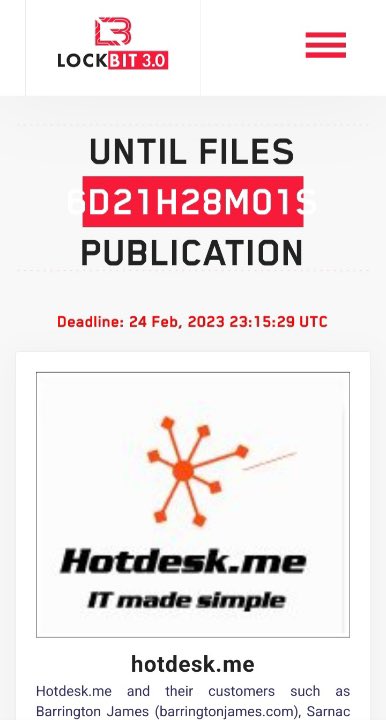 LOCKBIT 3.0
UNTIL FILES
6D21H28M01S
PUBLICATION
Deadline: 24 Feb, 2023 23:15:29 UTC
Hotdesk.me
IT made simple
hotdesk.me
Hotdesk.me and their customers such as
Barrington James (barringtonjames.com), Sarnac